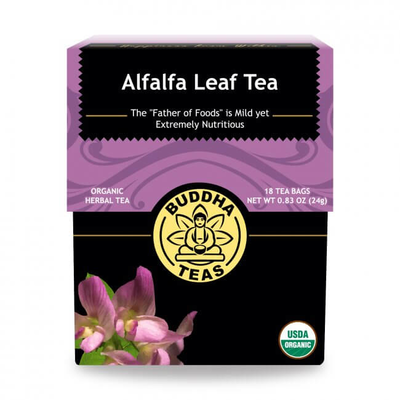 Alfalfa Leaf Tea
The "Father of Foods" is Mild yet
Extremely Nutritious
ORGANIC
HERBAL TEA
18 TEA BAGS
NET WT 0.83 OZ (24g)
BUDDHA
TEAS
USDA
ORGANIC